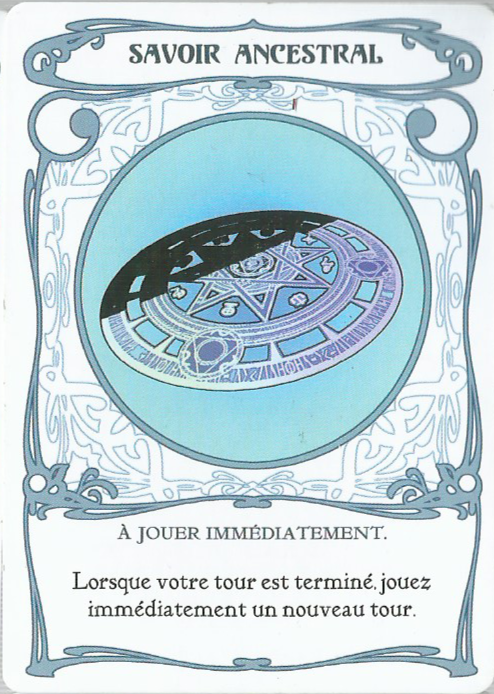 SAVOIR ANCESTRAL
À JOUER IMMÉDIATEMENT.
Lorsque votre tour est terminé, jouez
immédiatement un nouveau tour.